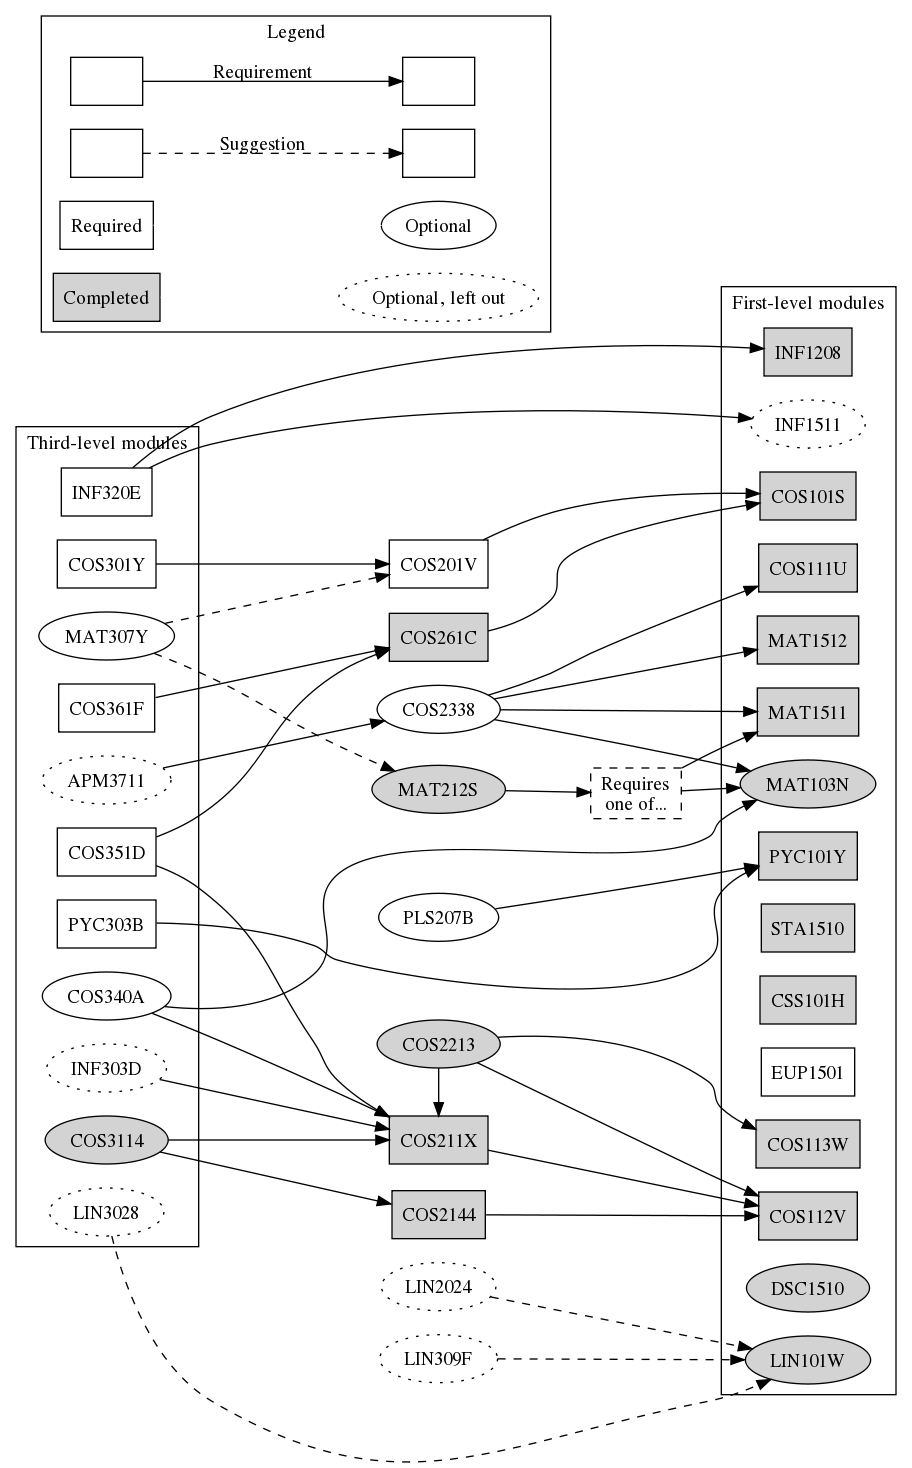 Legend
Requirement
Suggestion
Required
Optional
Completed
Optional, left out
Third-level modules
INF320E
COS301Y
MAT307Y
COS361F
APM3711
COS351D
PYC303B
COS340A
INF303D
COS3114
LIN3028
COS201V
COS261C
COS2338
MAT212S
Requires
one of...
PLS207B
COS2213
COS211X
COS2144
LIN2024
LIN309F
First-level modules
INF1208
INF1511
COS101S
COS111U
MAT1512
MAT1511
MAT103N
PYC101Y
STA1510
CSS101H
EUP1501
COS113W
COS112V
DSC1510
LIN101W